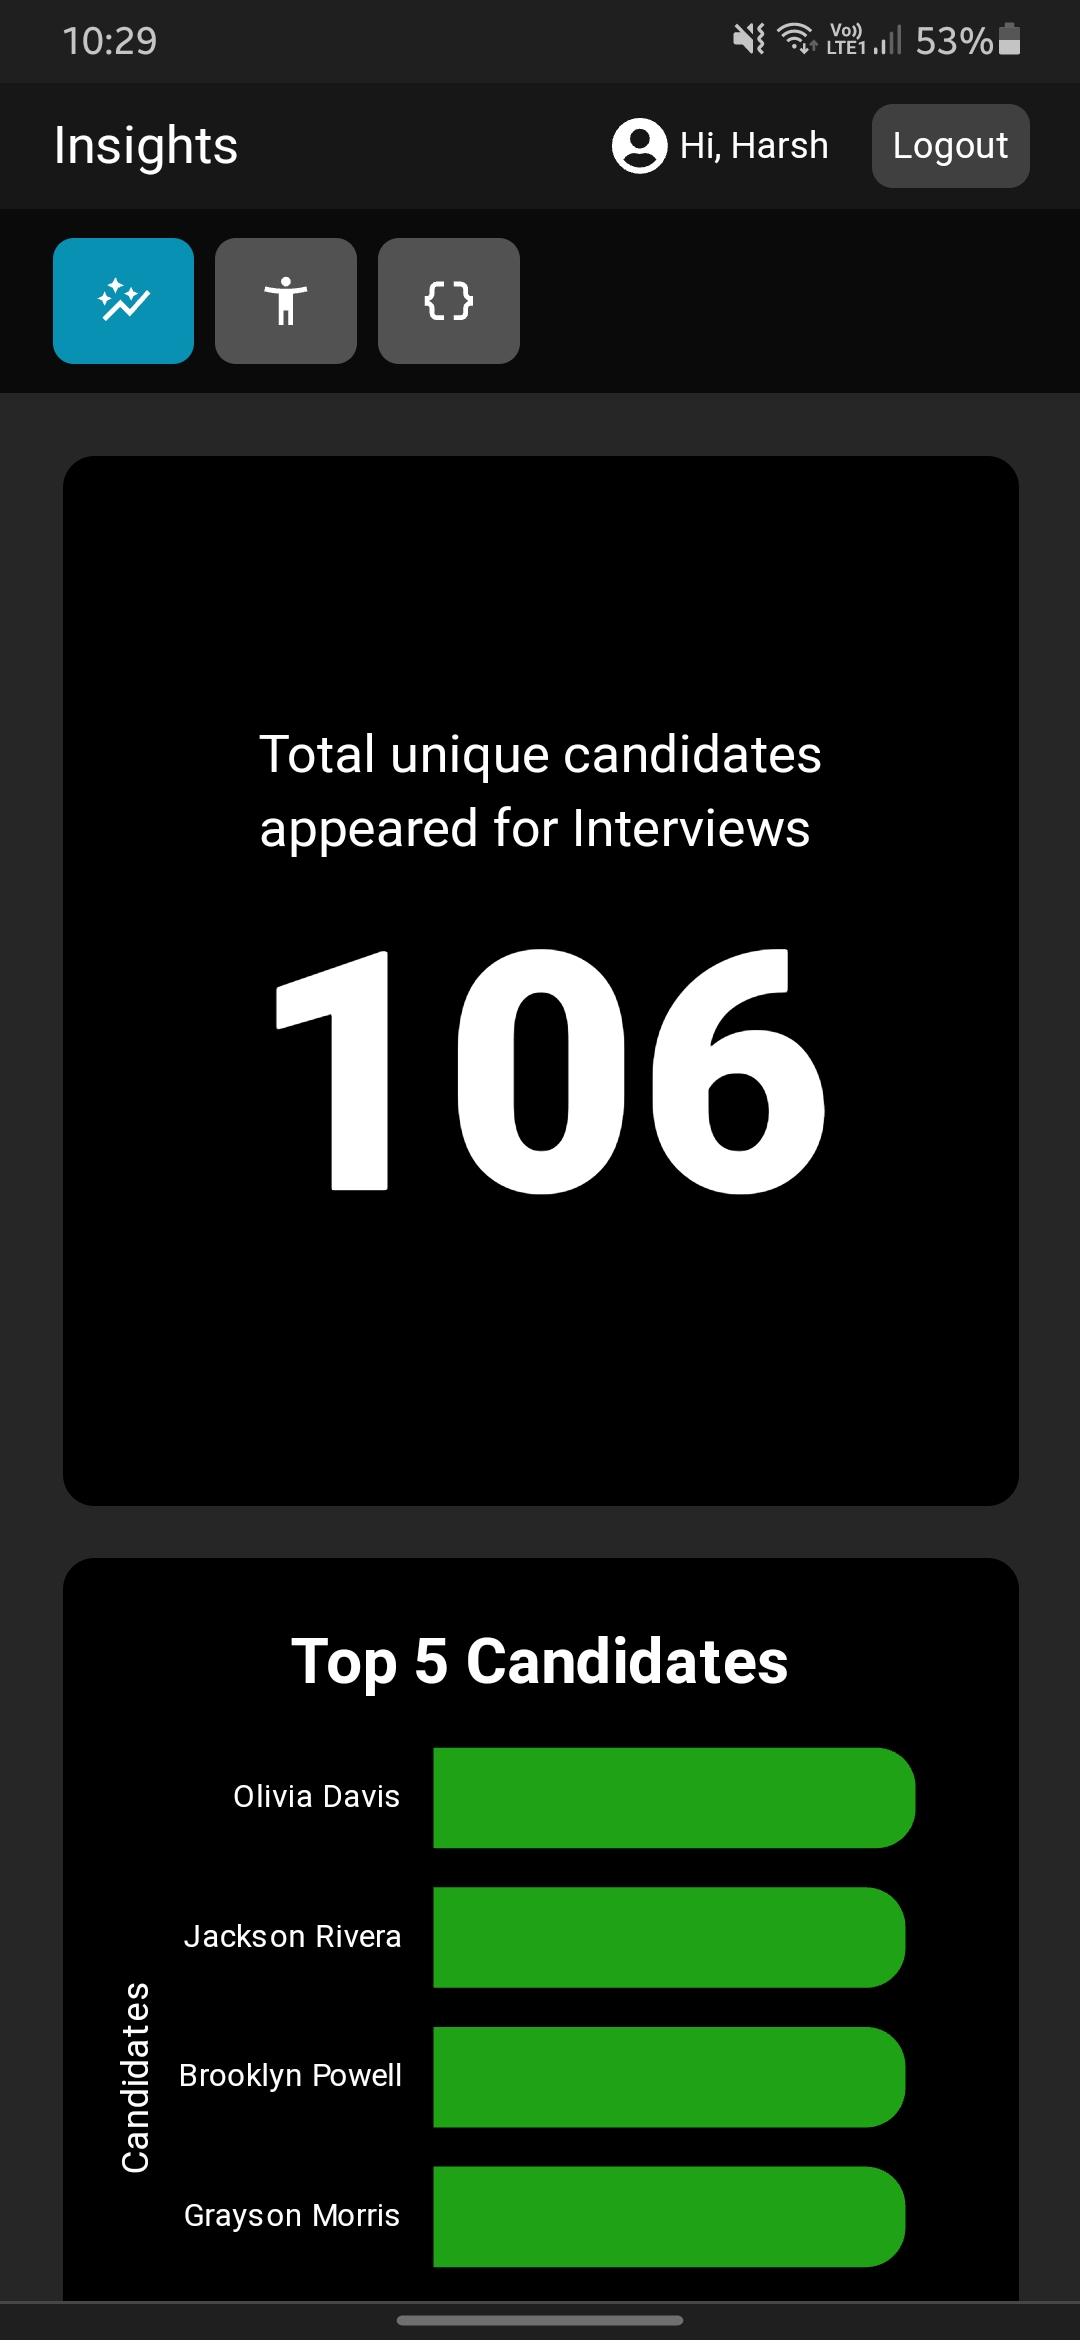 10:29
Vo)) LTE1 53%
Insights
Hi, Harsh
Logout
Total unique candidates
appeared for Interviews
106
Top 5 Candidates
Candidates
Olivia Davis
Jackson Rivera
Brooklyn Powell
Grayson Morris